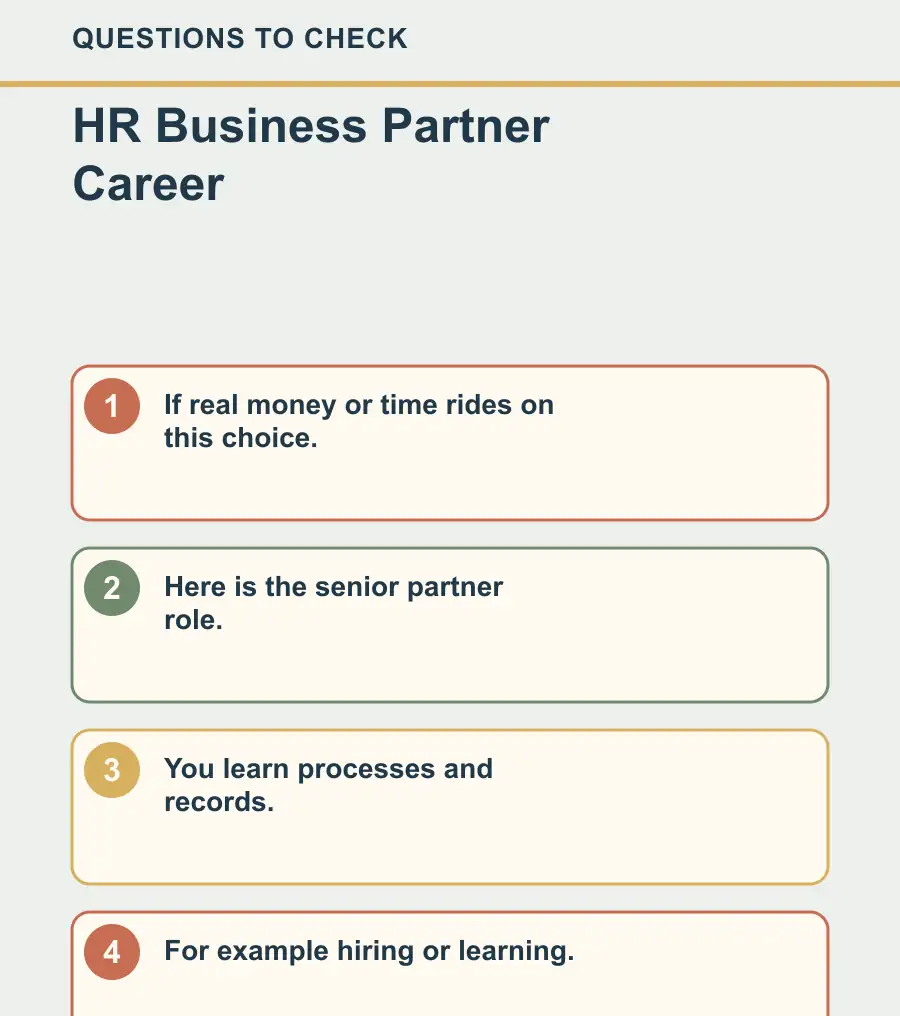 QUESTIONS TO CHECK
HR Business Partner
Career
1
If real money or time rides on
this choice.
2
Here is the senior partner
role.
3
You learn processes and
records.
4
For example hiring or learning.